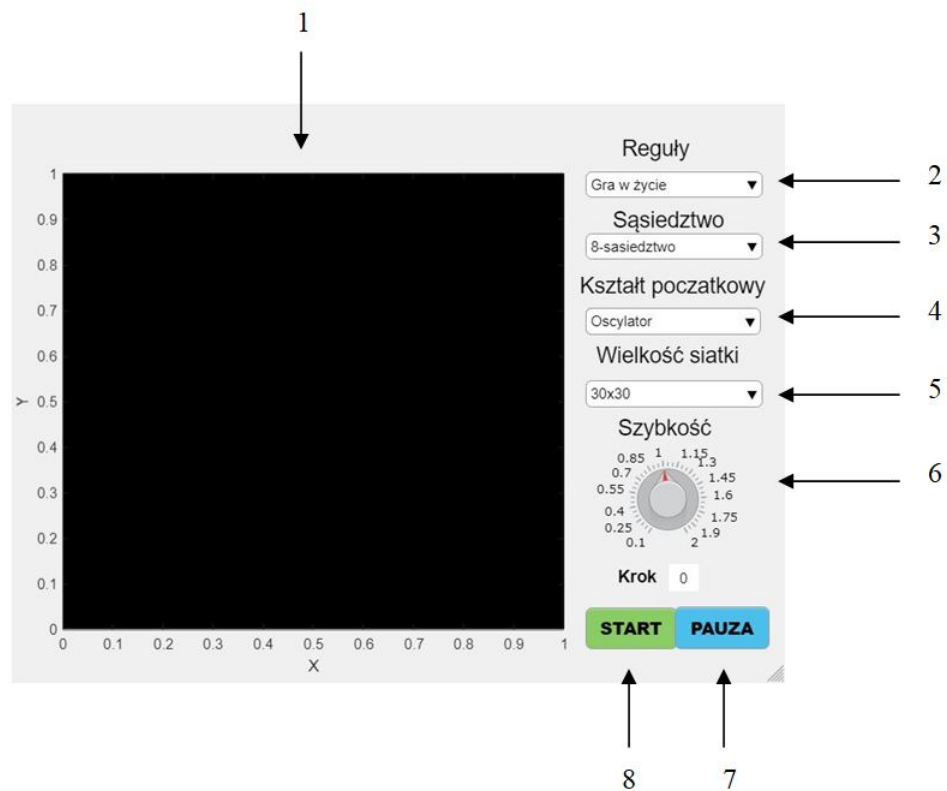 1
Reguły
Gra w życie
2
Sąsiedztwo
8-sasiedztwo
3
Kształt poczatkowy
Oscylator
4
Wielkość siatki
30x30
5
Szybkość
0.1
0.25
0.4
0.55
0.7
0.85
1
1.15
1.3
1.45
1.6
1.75
1.9
2
6
Krok 0
START PAUZA
8 7
1
0.9
0.8
0.7
0.6
0.5
0.4
0.3
0.2
0.1
0
Y
0 0.1 0.2 0.3 0.4 0.5 0.6 0.7 0.8 0.9 1
X